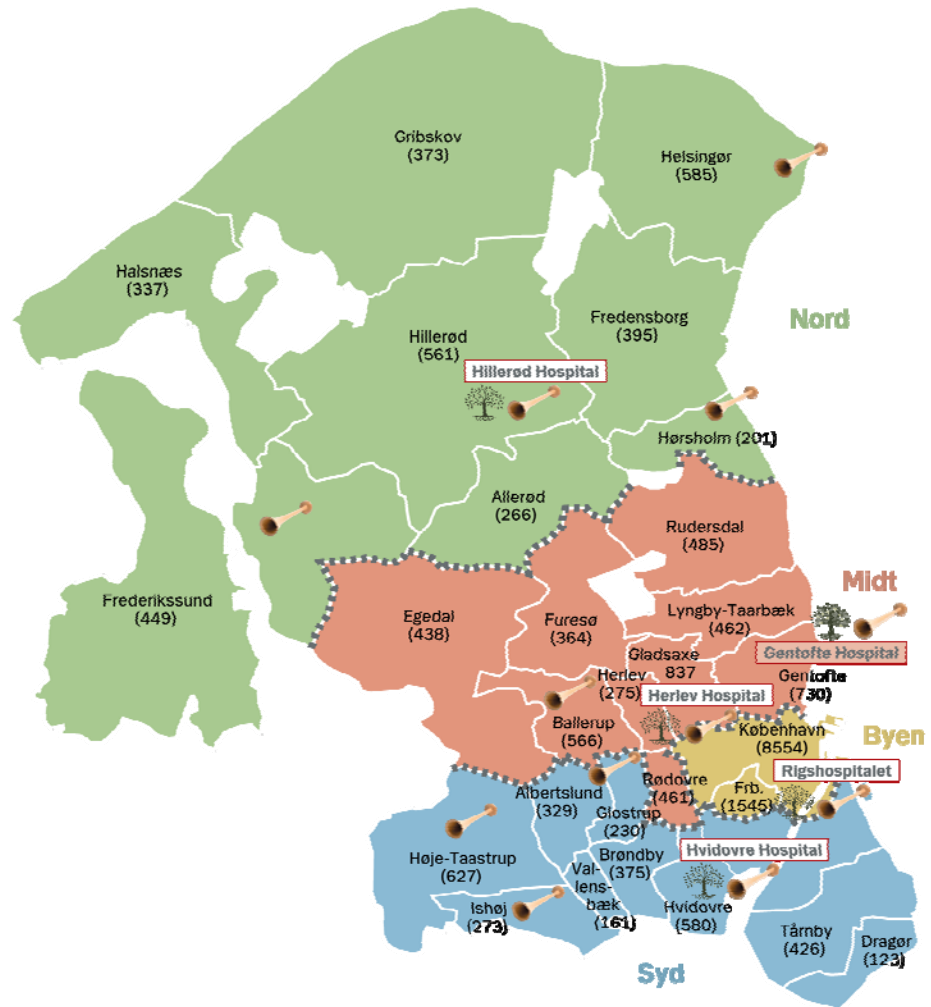 Gribskov
(373)
Helsingør
(585)
Halsnæs
(337)
Hillerød
(561)
Fredensborg
(395)
Nord
Hillerød Hospital
Hørsholm (201)
Allerød
(266)
Rudersdal
(485)
Frederikssund
(449)
Egedal
(438)
Furesø
(364)
Lyngby-Taarbæk
(462)
Midt
Gladsaxe
837
Gentofte Hospital
Gentofte
(730)
Herlev
(275)
Herlev Hospital
Ballerup
(566)
København
(8554)
Byen
Rigshospitalet
Rødovre
(461)
Frb.
(1545)
Albertslund
(329)
Glostrup
(230)
Høje-Taastrup
(627)
Brøndby
(375)
Hvidovre Hospital
Val-
lens-
bæk
(161)
Ishøj
(273)
Hvidovre
(580)
Tårnby
(426)
Dragør
(123)
Syd